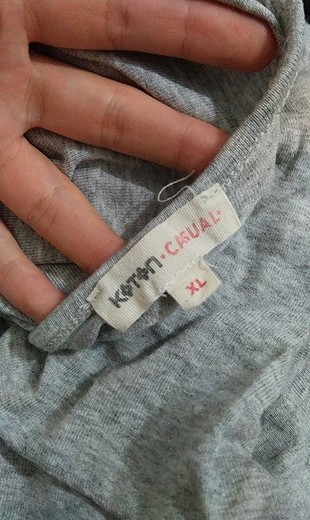 KOTON • CASUAL •
XL